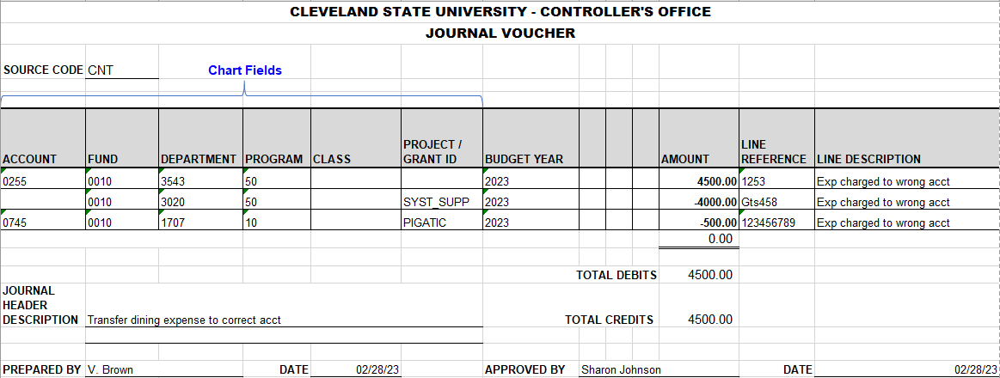 CLEVELAND STATE UNIVERSITY - CONTROLLER'S OFFICE
JOURNAL VOUCHER
SOURCE CODE CNT Chart Fields
ACCOUNT FUND DEPARTMENT PROGRAM CLASS PROJECT / GRANT ID BUDGET YEAR AMOUNT LINE REFERENCE LINE DESCRIPTION
0255 0010 3543 50 2023 4500.00 1253 Exp charged to wrong acct
0010 3020 50 SYST_SUPP 2023 -4000.00 Gts458 Exp charged to wrong acct
0745 0010 1707 10 PIGATIC 2023 -500.00 123456789 Exp charged to wrong acct
0.00
TOTAL DEBITS 4500.00
JOURNAL
HEADER
DESCRIPTION Transfer dining expense to correct acct TOTAL CREDITS 4500.00
PREPARED BY V. Brown DATE 02/28/23 APPROVED BY Sharon Johnson DATE 02/28/23